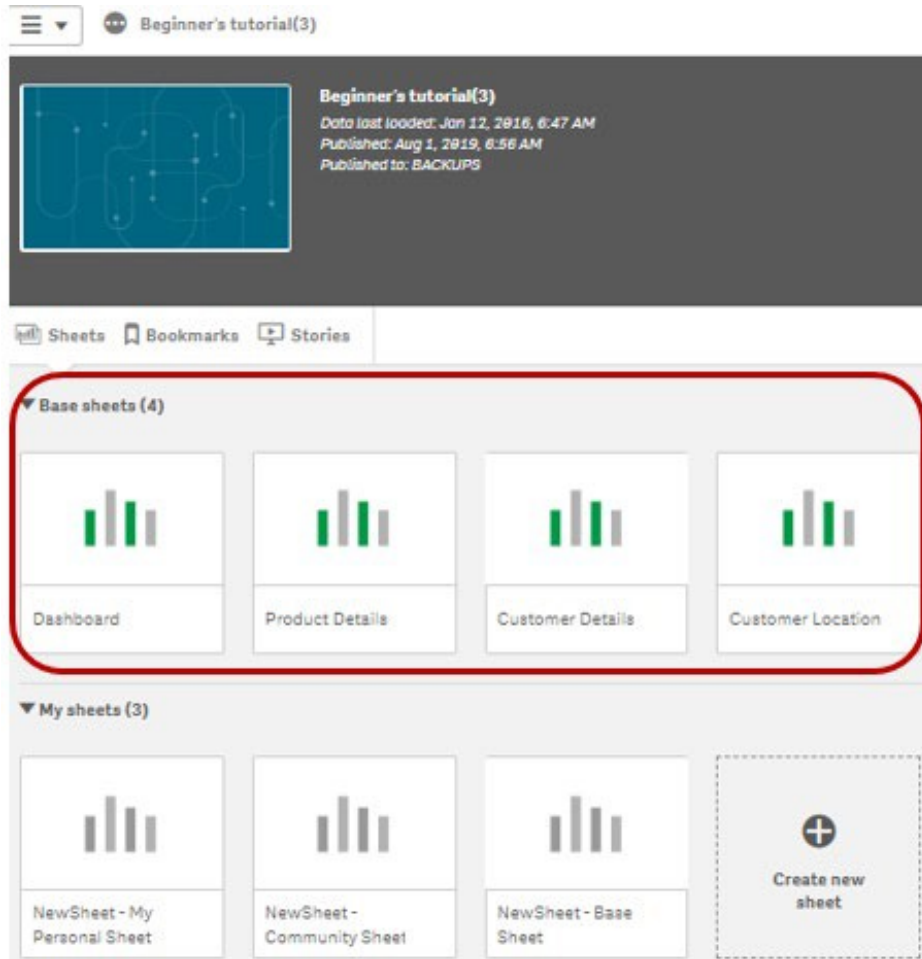 Beginner's tutorial(3)
Beginner's tutorial(3)
Data last loaded: Jan 12, 2016, 6:47 AM
Published: Aug 1, 2019, 6:56 AM
Published to: BACKUPS
Sheets Bookmarks Stories
Base sheets (4)
Dashboard Product Details Customer Details Customer Location
My sheets (3)
NewSheet - My Personal Sheet
NewSheet - Community Sheet
NewSheet - Base Sheet
Create new
sheet